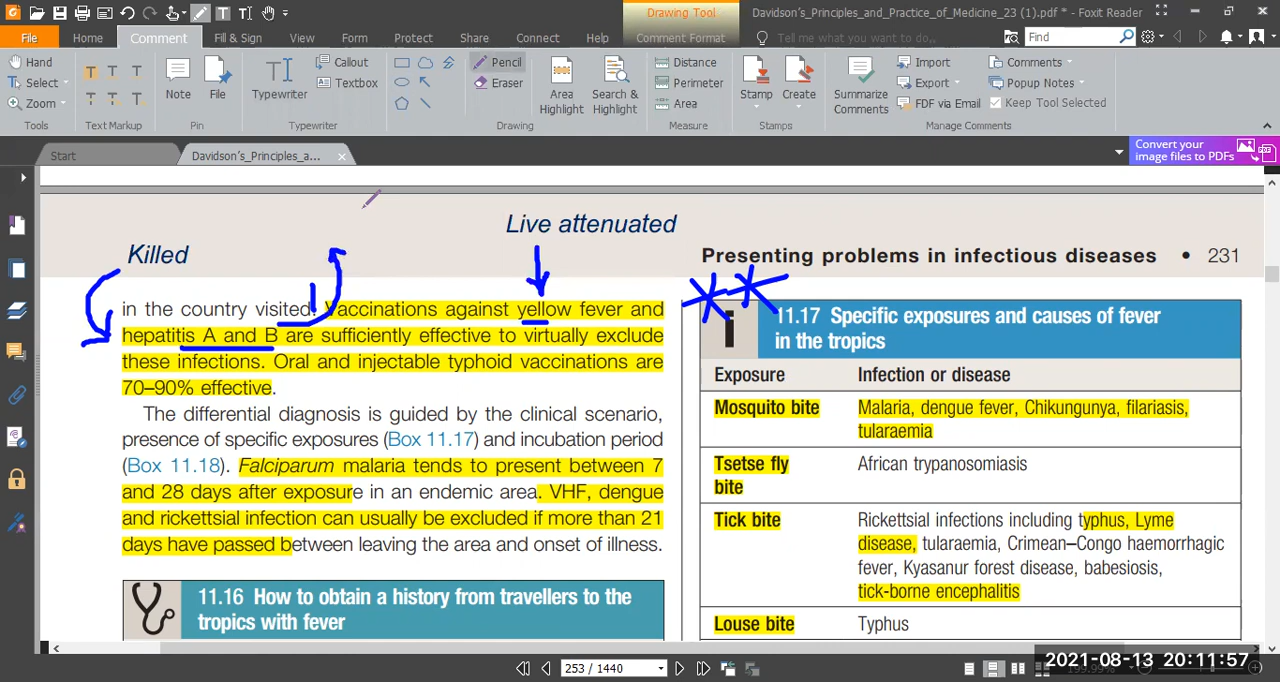 Drawing Tool
Davidson's_Principles_and_Practice_of_Medicine_23 (1).pdf * - Foxit Reader
File Home Comment Fill & Sign View Form Protect Share Connect Help Comment Format Tell me what you want to do... Find
Hand Select Zoom Tools
Text Markup
Note File Pin
Typewriter Callout Textbox Typewriter
Pencil Eraser Area Highlight Search & Highlight Drawing
Distance Perimeter Area Measure
Stamp Create Stamps
Summarize Comments Import Export FDF via Email Comments Popup Notes Keep Tool Selected Manage Comments
Start Davidson's_Principles_a...
Convert your
image files to PDFs
Live attenuated
Killed
Presenting problems in infectious diseases • 231
in the country visited. Vaccinations against yellow fever and
hepatitis A and B are sufficiently effective to virtually exclude
these infections. Oral and injectable typhoid vaccinations are
70–90% effective.
The differential diagnosis is guided by the clinical scenario,
presence of specific exposures (Box 11.17) and incubation period
(Box 11.18). Falciparum malaria tends to present between 7
and 28 days after exposure in an endemic area. VHF, dengue
and rickettsial infection can usually be excluded if more than 21
days have passed between leaving the area and onset of illness.
11.16 How to obtain a history from travellers to the
tropics with fever
i
11.17 Specific exposures and causes of fever
in the tropics
Exposure Infection or disease
Mosquito bite Malaria, dengue fever, Chikungunya, filariasis,
tularaemia
Tsetse fly African trypanosomiasis
bite
Tick bite Rickettsial infections including typhus, Lyme
disease, tularaemia, Crimean–Congo haemorrhagic
fever, Kyasanur forest disease, babesiosis,
tick-borne encephalitis
Louse bite Typhus
253 / 1440
199.99%
2021-08-13 20:11:57